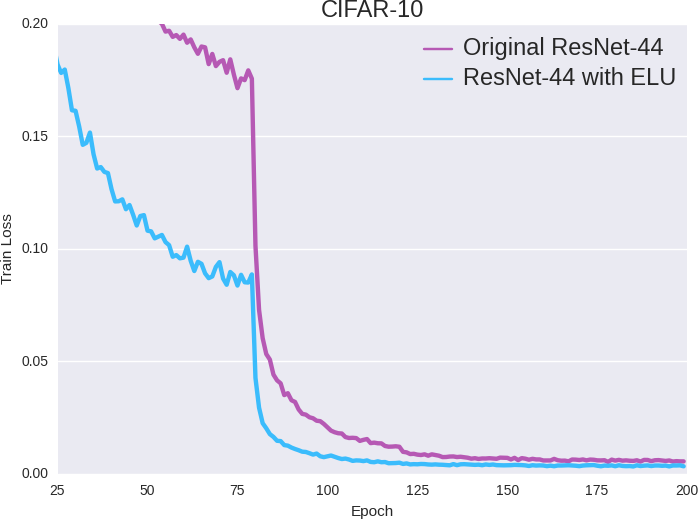 CIFAR-10
Original ResNet-44
ResNet-44 with ELU
Train Loss
0.20
0.15
0.10
0.05
0.00
25 50 75 100 125 150 175 200
Epoch